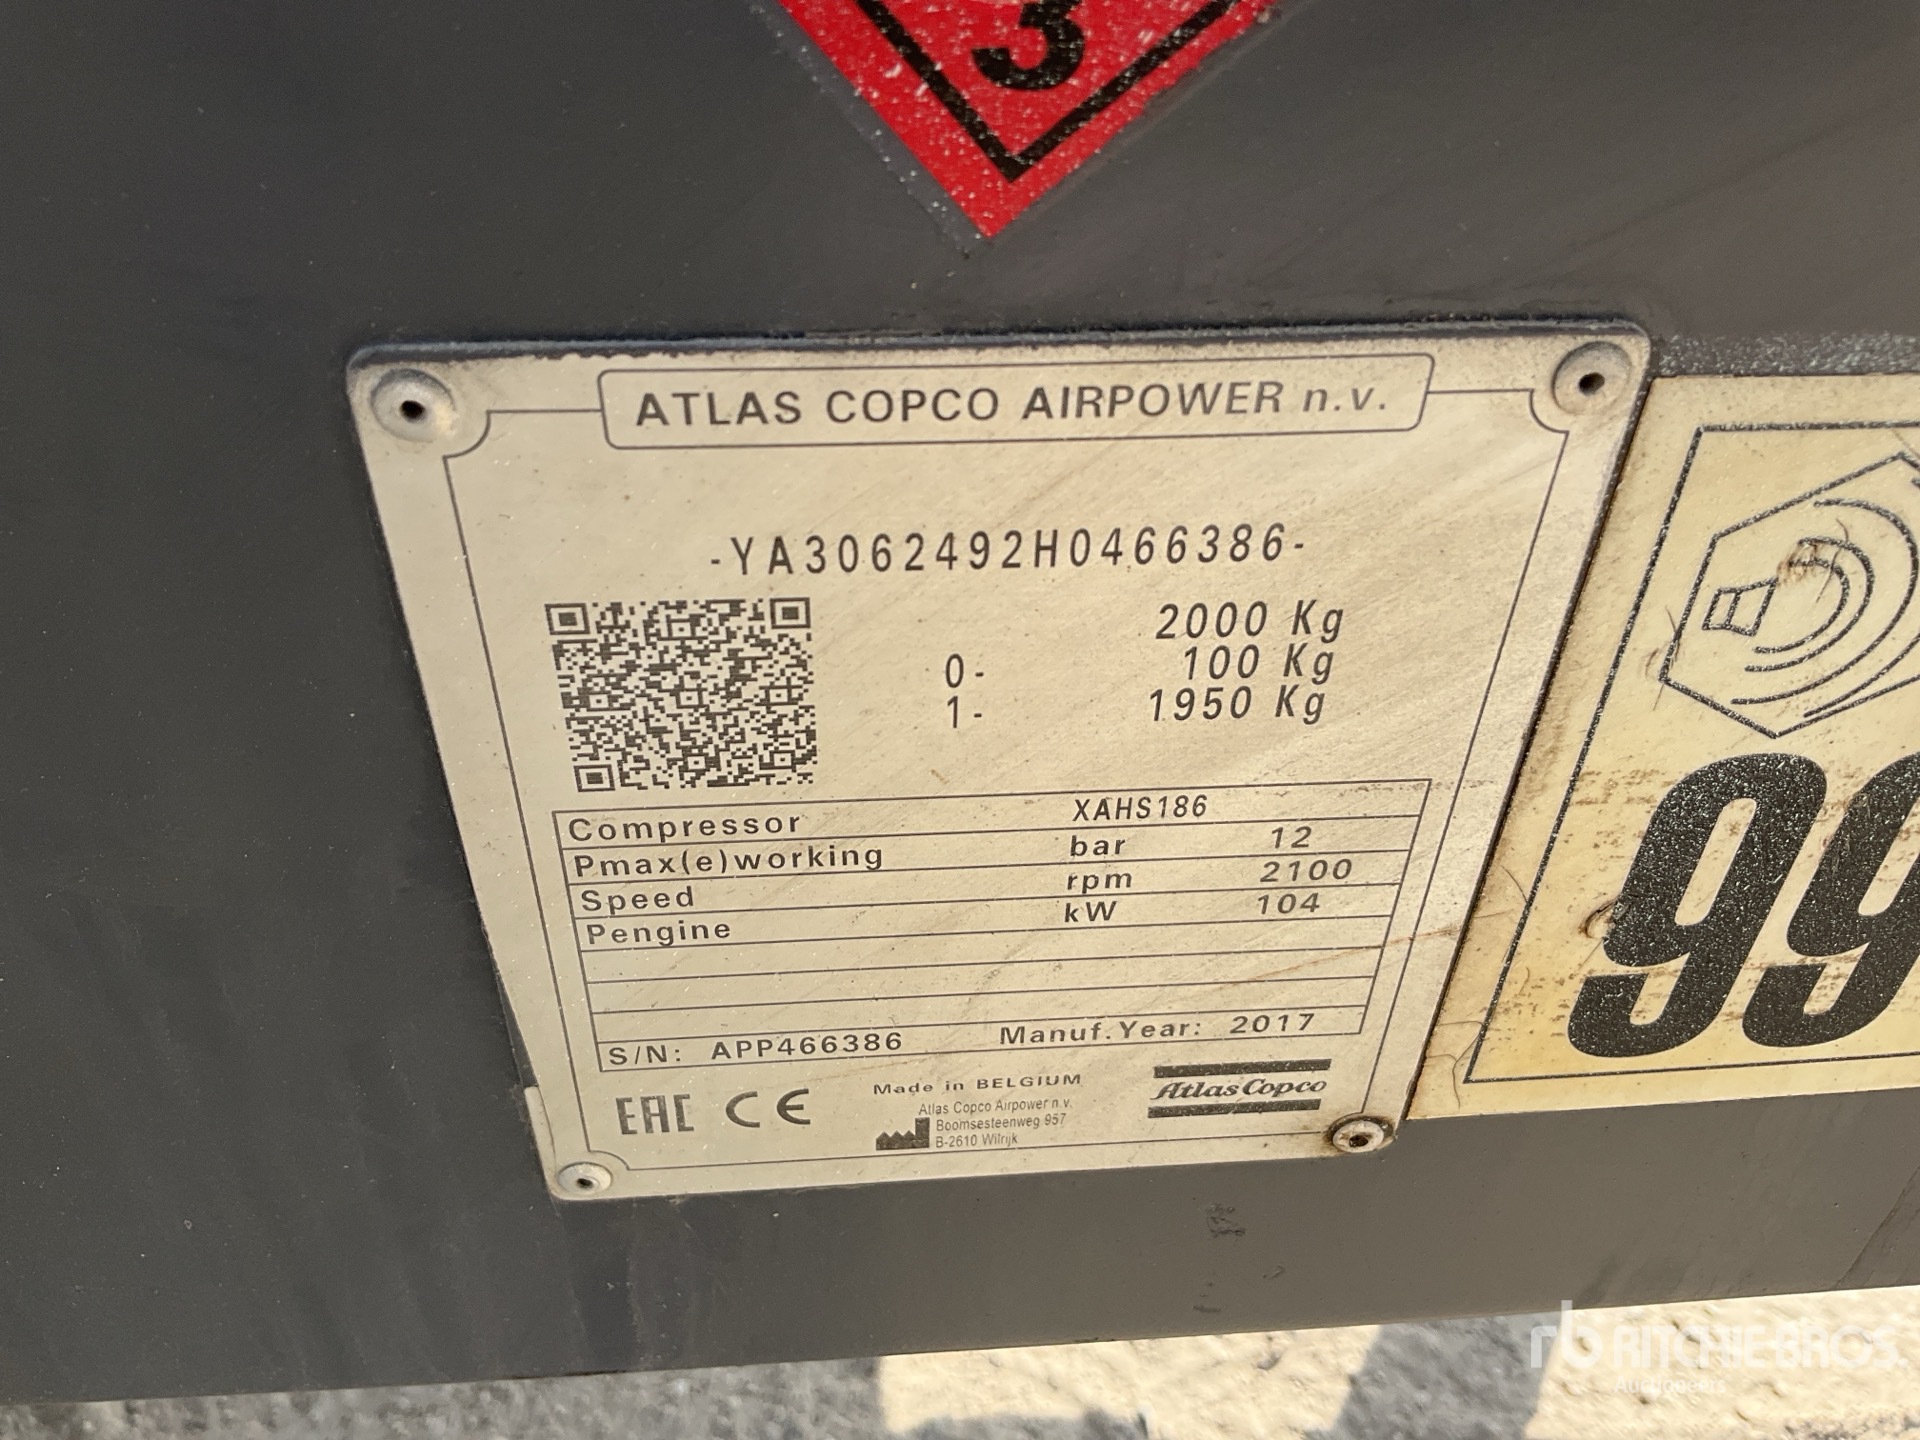 3
ATLAS COPCO AIRPOWER n.v.
-YA3062492H0466386-
2000 Kg
0- 100 Kg
1- 1950 Kg
Compressor XAHS186
Pmax(e)working bar 12
Speed rpm 2100
Pengine kW 104
S/N: APP466386 Manuf.Year: 2017
EAC CE
Made in BELGIUM
Atlas Copco Airpower n.v.
Boomsesteenweg 957
B-2610 Wilrijk
Atlas Copco
99
rb RITCHIE BROS.
Auctioneers